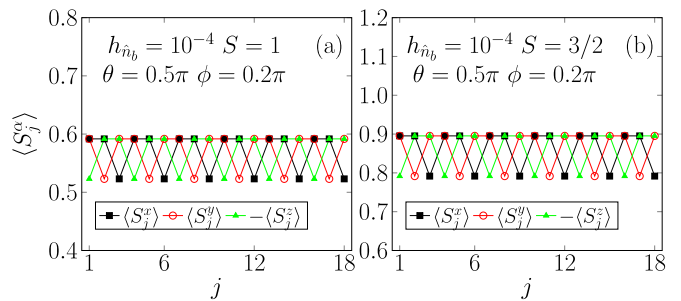 ⟨S_j^α⟩
0.8
0.7
0.6
0.5
0.4
h_{n̂_b} = 10^{-4} S = 1 (a)
θ = 0.5π ϕ = 0.2π
⟨S_j^x⟩ ⟨S_j^y⟩ −⟨S_j^z⟩
1 6 12 18
j
1.2
1.1
1.0
0.9
0.8
0.7
0.6
h_{n̂_b} = 10^{-4} S = 3/2 (b)
θ = 0.5π ϕ = 0.2π
⟨S_j^x⟩ ⟨S_j^y⟩ −⟨S_j^z⟩
1 6 12 18
j